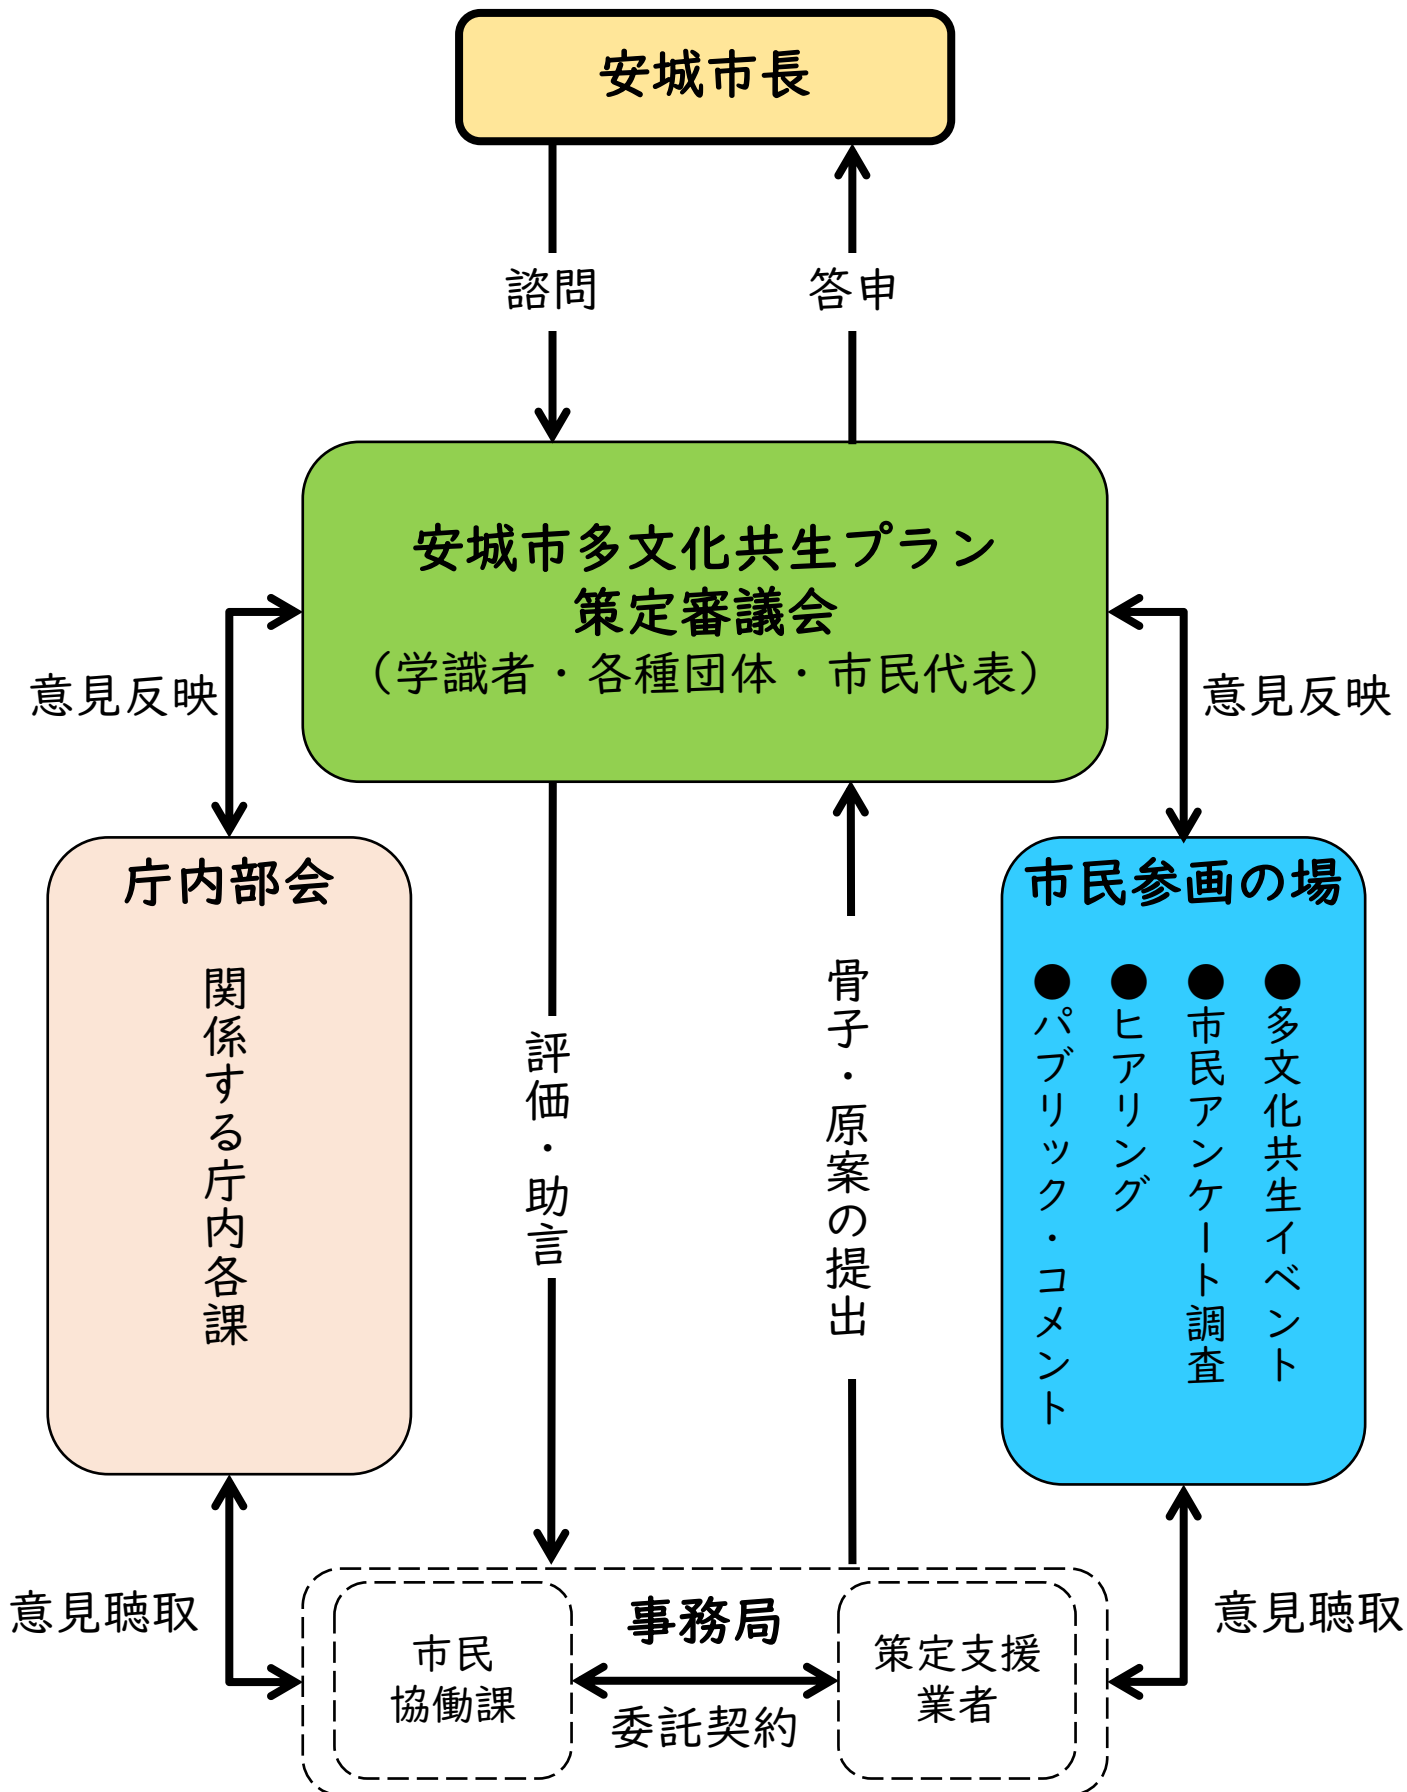 安城市長
諮問
答申
安城市多文化共生プラン
策定審議会
（学識者・各種団体・市民代表）
意見反映
意見反映
庁内部会
関係する庁内各課
評価・助言
骨子・原案の提出
市民参画の場
●多文化共生イベント
●市民アンケート調査
●ヒアリング
●パブリック・コメント
意見聴取
意見聴取
事務局
市民
協働課
委託契約
策定支援
業者